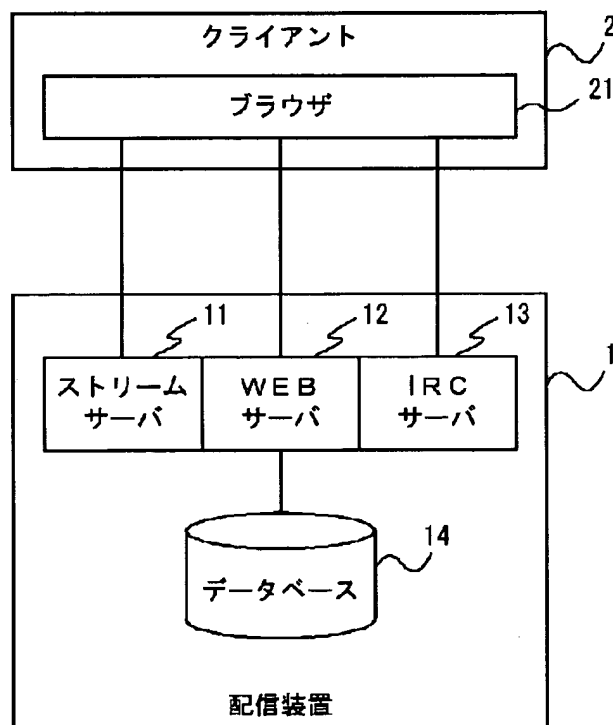 クライアント
2
ブラウザ
21
11
12
13
1
ストリーム
サーバ
WEB
サーバ
IRC
サーバ
14
データベース
配信装置